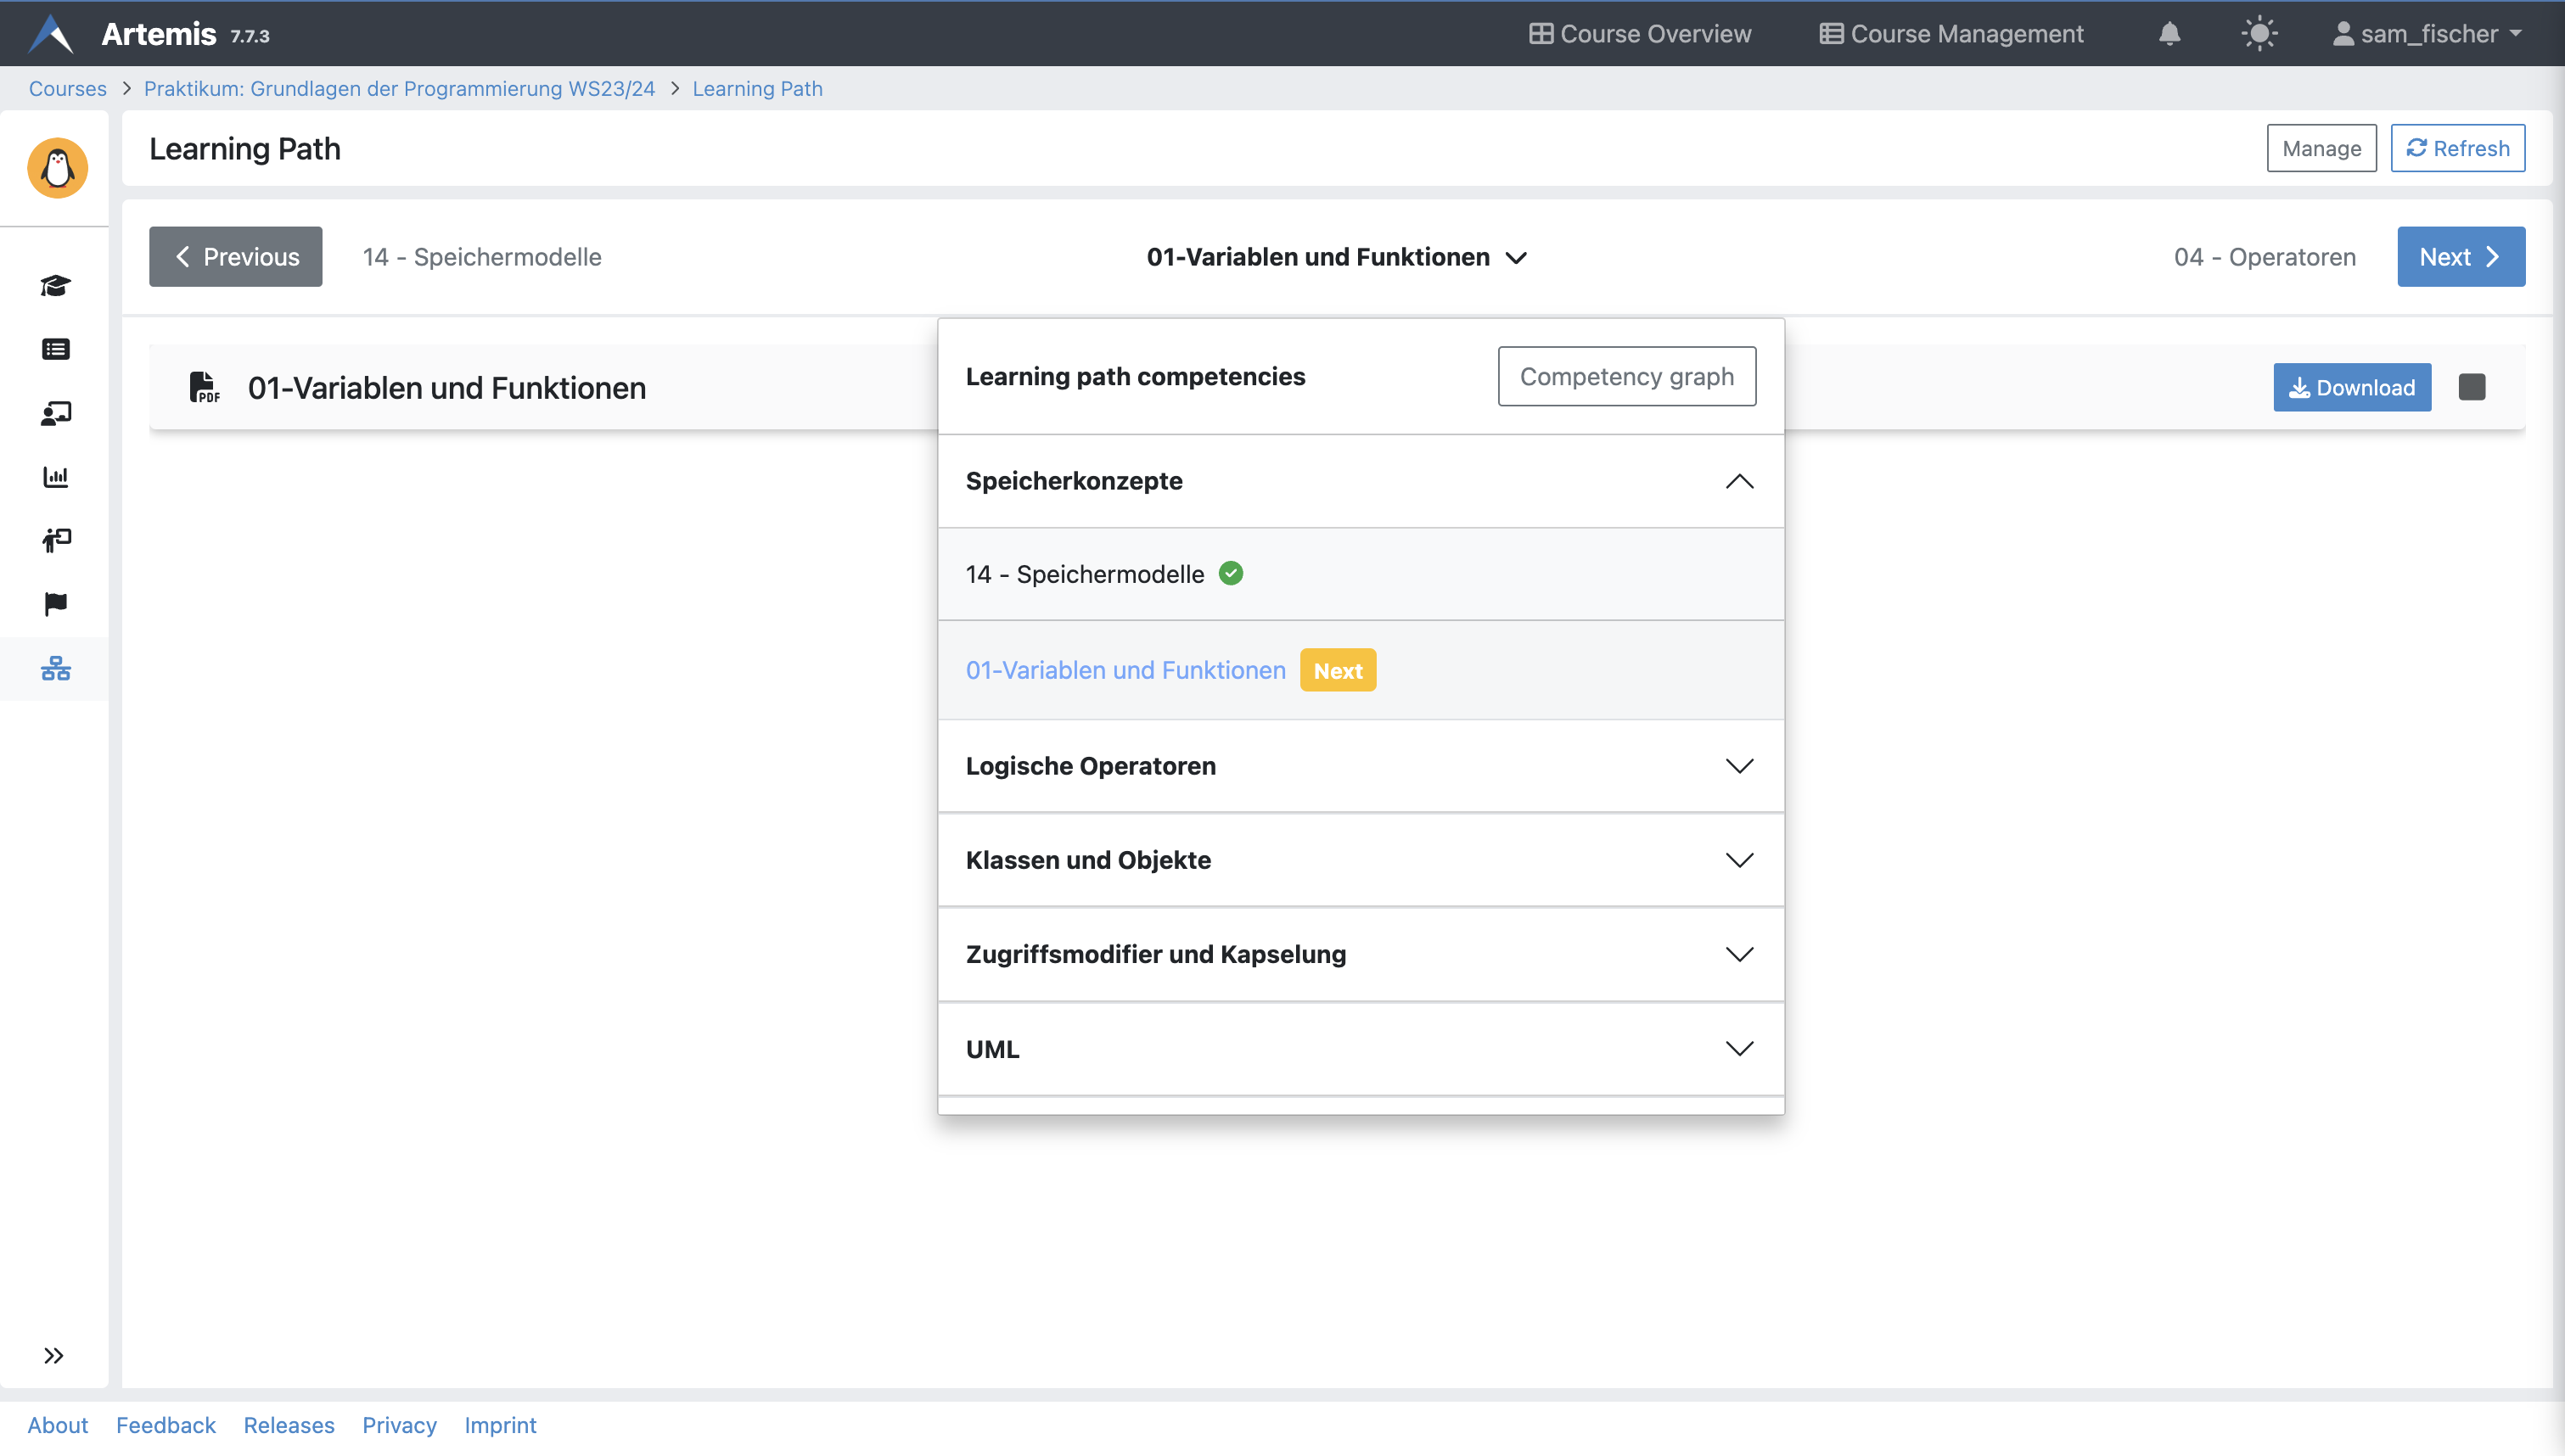 Artemis 7.7.3 Course Overview Course Management sam_fischer
Courses > Praktikum: Grundlagen der Programmierung WS23/24 > Learning Path
Learning Path Manage Refresh
Previous 14 - Speichermodelle 01-Variablen und Funktionen 04 - Operatoren Next
PDF 01-Variablen und Funktionen Download
Learning path competencies Competency graph
Speicherkonzepte
14 - Speichermodelle
01-Variablen und Funktionen Next
Logische Operatoren
Klassen und Objekte
Zugriffsmodifier und Kapselung
UML
About Feedback Releases Privacy Imprint